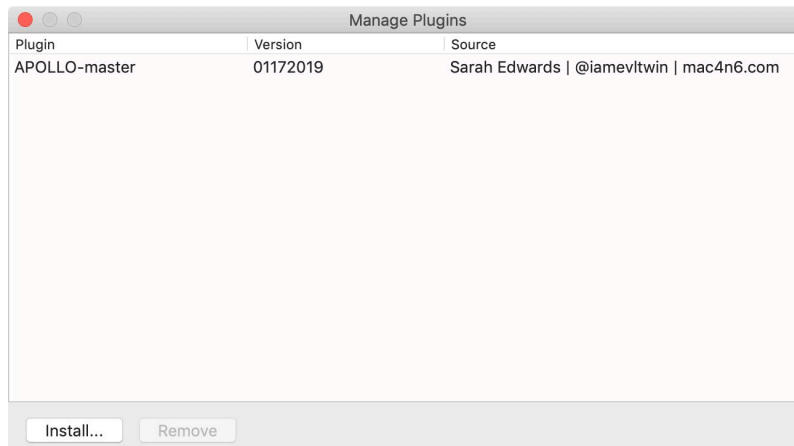 Manage Plugins
Plugin Version Source
APOLLO-master 01172019 Sarah Edwards | @iamevltwin | mac4n6.com
Install... Remove